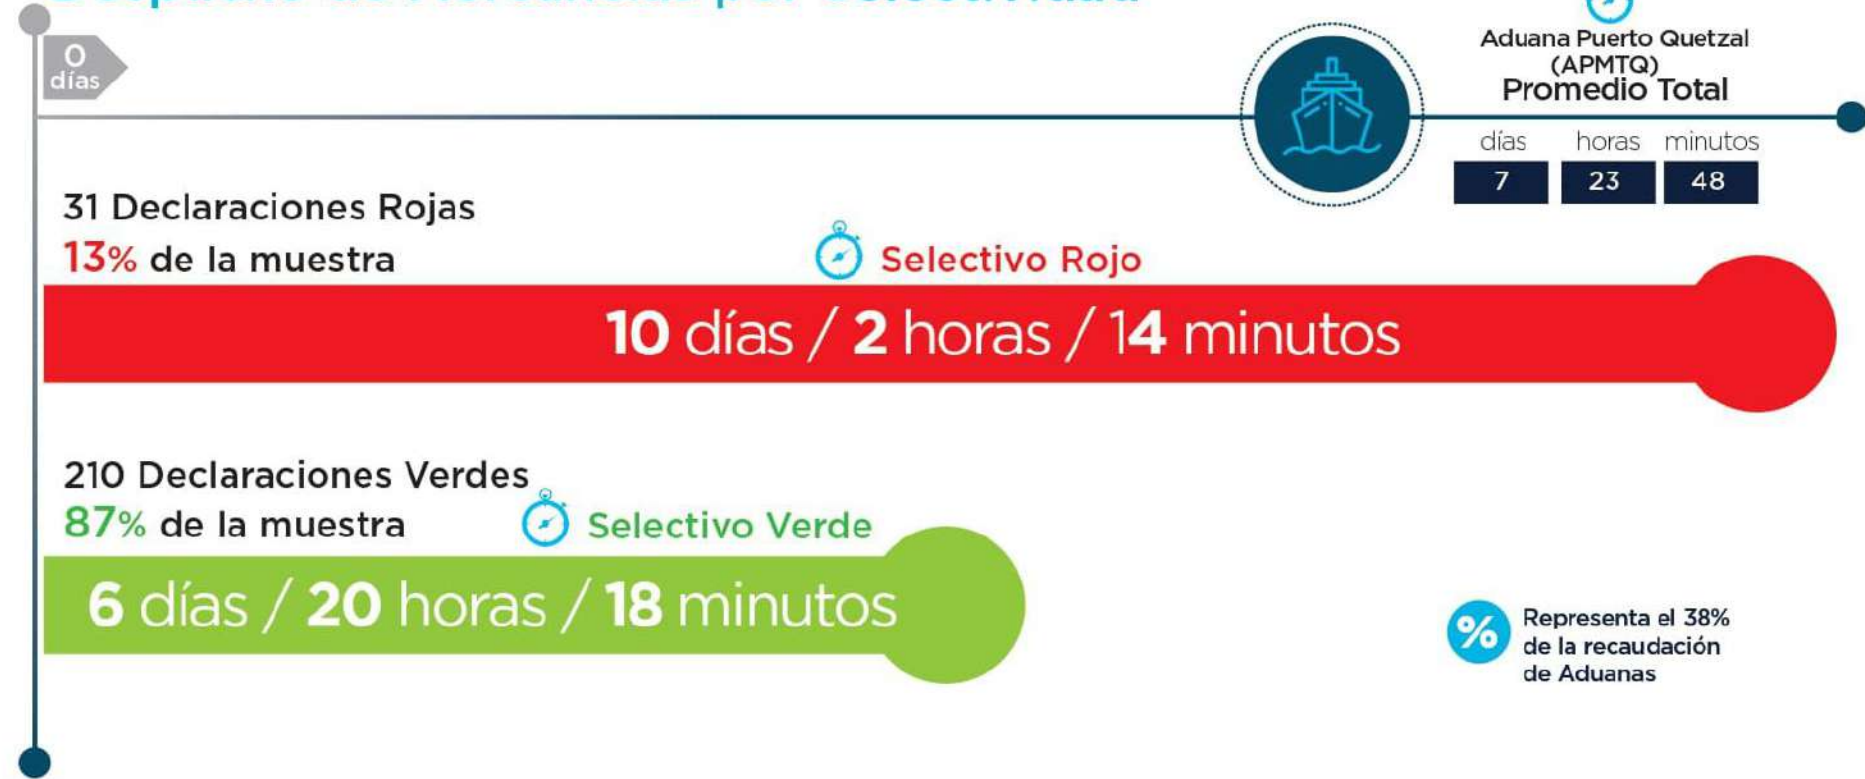 0
días
Aduana Puerto Quetzal
(APMTQ)
Promedio Total
días horas minutos
7 23 48
31 Declaraciones Rojas
13% de la muestra
Selectivo Rojo
10 días / 2 horas / 14 minutos
210 Declaraciones Verdes
87% de la muestra
Selectivo Verde
6 días / 20 horas / 18 minutos
%
Representa el 38%
de la recaudación
de Aduanas